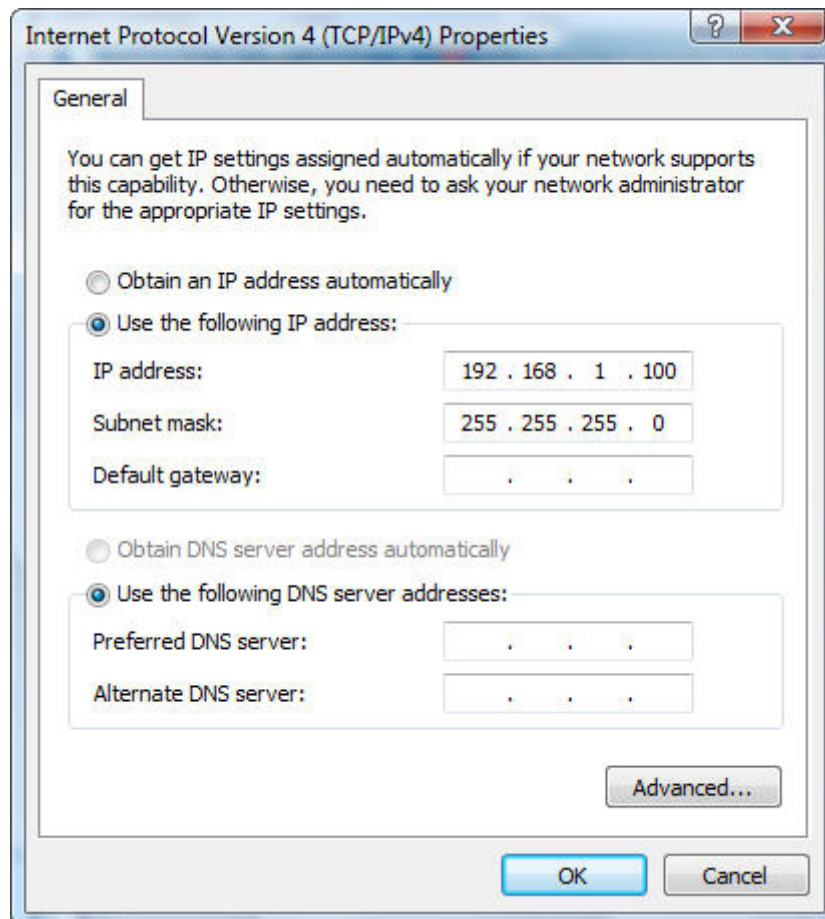 Internet Protocol Version 4 (TCP/IPv4) Properties
General
You can get IP settings assigned automatically if your network supports
this capability. Otherwise, you need to ask your network administrator
for the appropriate IP settings.
Obtain an IP address automatically
Use the following IP address:
IP address: 192 . 168 . 1 . 100
Subnet mask: 255 . 255 . 255 . 0
Default gateway: . . .
Obtain DNS server address automatically
Use the following DNS server addresses:
Preferred DNS server: . . .
Alternate DNS server: . . .
Advanced...
OK Cancel